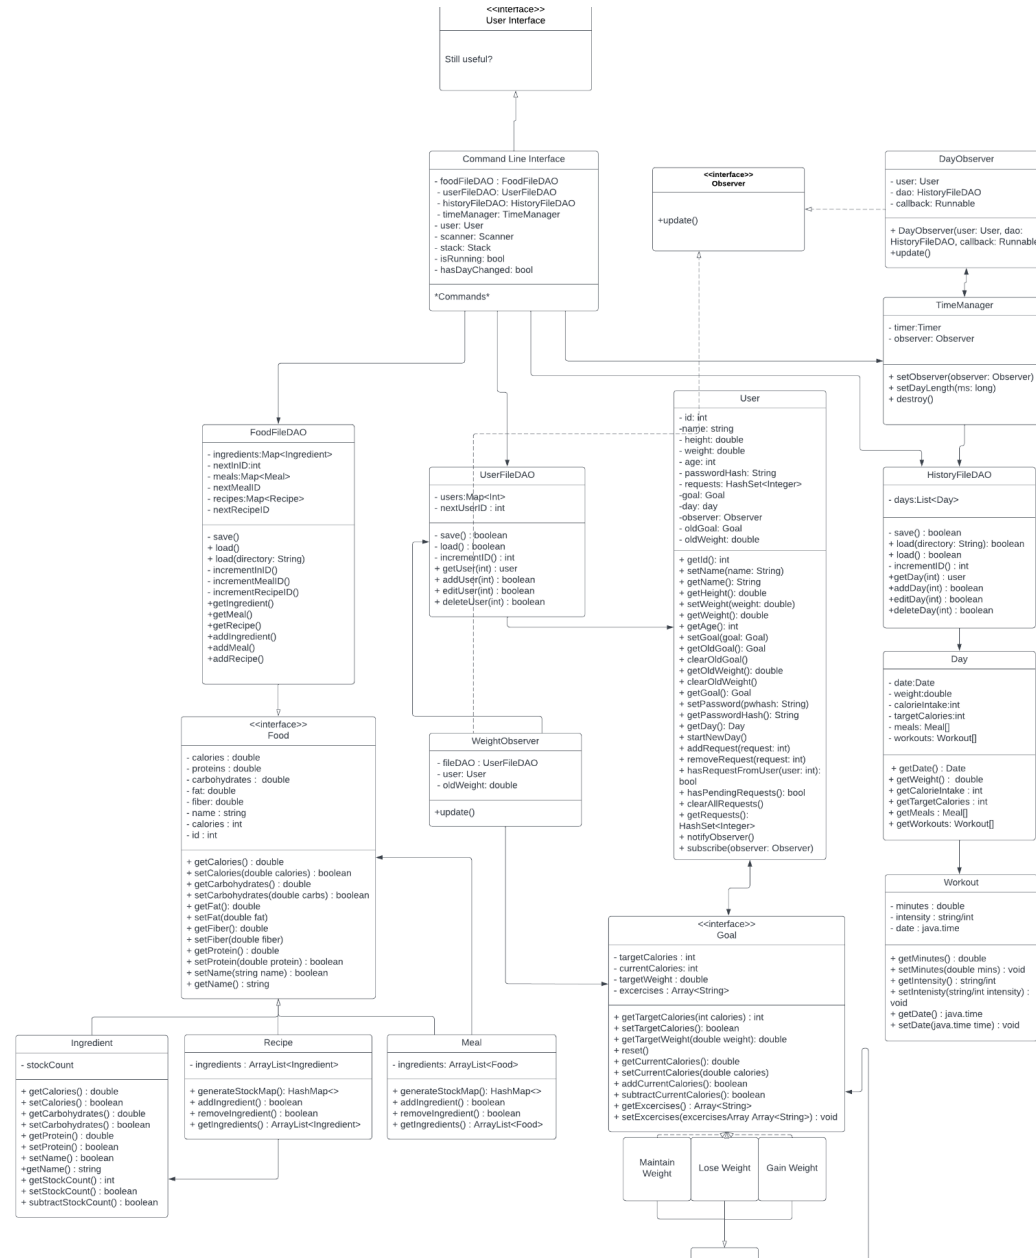 <<interface>>
User Interface
Still useful?
Command Line Interface
- foodFileDAO : FoodFileDAO
- userFileDAO: UserFileDAO
- historyFileDAO: HistoryFileDAO
- timeManager: TimeManager
- user: User
- scanner: Scanner
- stack: Stack
- isRunning: bool
- hasDayChanged: bool
*Commands*
<<interface>>
Observer
+update()
DayObserver
- user: User
- dao: HistoryFileDAO
- callback: Runnable
+ DayObserver(user: User, dao:
HistoryFileDAO, callback: Runnable
+update()
TimeManager
- timer:Timer
- observer: Observer
+ setObserver(observer: Observer)
+ setDayLength(ms: long)
+ destroy()
FoodFileDAO
- ingredients:Map<Ingredient>
- nextInID:int
- meals:Map<Meal>
- nextMealID
- recipes:Map<Recipe>
- nextRecipeID
- save()
+ load()
+ load(directory: String)
- incrementInID()
- incrementMealID()
- incrementRecipeID()
+getIngredient()
+getMeal()
+getRecipe()
+addIngredient()
+addMeal()
+addRecipe()
UserFileDAO
- users:Map<Int>
- nextUserID : int
- save() : boolean
- load() : boolean
- incrementID() : int
+ getUser(int) : user
+ addUser(int) : boolean
+ editUser(int) : boolean
+ deleteUser(int) : boolean
User
- id: int
-name: string
- height: double
- weight: double
- age: int
- passwordHash: String
- requests: HashSet<Integer>
-goal: Goal
-day: day
-observer: Observer
- oldGoal: Goal
- oldWeight: double
+ getId(): int
+ setName(name: String)
+ getName(): String
+ getHeight(): double
+ setWeight(weight: double)
+ getWeight(): double
+ getAge(): int
+ setGoal(goal: Goal)
+ getOldGoal(): Goal
+ clearOldGoal()
+ getOldWeight(): double
+ clearOldWeight()
+ getGoal(): Goal
+ setPassword(pwhash: String)
+ getPasswordHash(): String
+ getDay(): Day
+ startNewDay()
+ addRequest(request: int)
+ removeRequest(request: int)
+ hasRequestFromUser(user: int):
bool
+ hasPendingRequests(): bool
+ clearAllRequests()
+ getRequests():
HashSet<Integer>
+ notifyObserver()
+ subscribe(observer: Observer)
HistoryFileDAO
- days:List<Day>
- save() : boolean
+ load(directory: String): boolean
+ load(): boolean
- incrementID() : int
+getDay(int) : user
+addDay(int) : boolean
+editDay(int) : boolean
+deleteDay(int) : boolean
Day
- date:Date
- weight:double
- calorieIntake:int
- targetCalories:int
- meals: Meal[]
- workouts: Workout[]
+ getDate() : Date
+ getWeight() : double
+ getCalorieIntake : int
+ getTargetCalories : int
+ getMeals : Meal[]
+ getWorkouts: Workout[]
<<interface>>
Food
- calories : double
- proteins : double
- carbohydrates : double
- fat: double
- fiber: double
- name : string
- calories : int
- id : int
+ getCalories() : double
+ setCalories(double calories) : boolean
+ getCarbohydrates() : double
+ setCarbohydrates(double carbs) : boolean
+ getFat(): double
+ setFat(double fat)
+ getFiber(): double
+ setFiber(double fiber)
+ getProtein() : double
+ setProtein(double protein) : boolean
+ setName(string name) : boolean
+ getName() : string
WeightObserver
- fileDAO : UserFileDAO
- user: User
- oldWeight: double
+update()
Workout
- minutes : double
- intensity : string/int
- date : java.time
+ getMinutes() : double
+ setMinutes(double mins) : void
+ getIntensity() : string/int
+ setIntenisty(string/int intensity) :
void
+ getDate() : java.time
+ setDate(java.time time) : void
<<interface>>
Goal
- targetCalories : int
- currentCalories: int
- targetWeight : double
- excercises : Array<String>
+ getTargetCalories(int calories) : int
+ setTargetCalories(): boolean
+ getTargetWeight(double weight): double
+ reset()
+ getCurrentCalories(): double
+ setCurrentCalories(double calories)
+ addCurrentCalories(): boolean
+ subtractCurrentCalories(): boolean
+ getExcercises() : Array<String>
+ setExcercises(excercisesArray Array<String>) : void
Maintain
Weight
Lose Weight
Gain Weight
Ingredient
- stockCount
+ getCalories() : double
+ setCalories() : boolean
+ getCarbohydrates() : double
+ setCarbohydrates() : boolean
+ getProtein() : double
+ setProtein() : boolean
+ setName() : boolean
+getName() : string
+ getStockCount() : int
+ setStockCount() : boolean
+ subtractStockCount() : boolean
Recipe
- ingredients : ArrayList<Ingredient>
+ generateStockMap(): HashMap<>
+ addIngredient() : boolean
+ removeIngredient() : boolean
+ getIngredients() : ArrayList<Ingredient>
Meal
- ingredients: ArrayList<Food>
+ generateStockMap(): HashMap<>
+ addIngredient() : boolean
+ removeIngredient() : boolean
+ getIngredients() : ArrayList<Food>